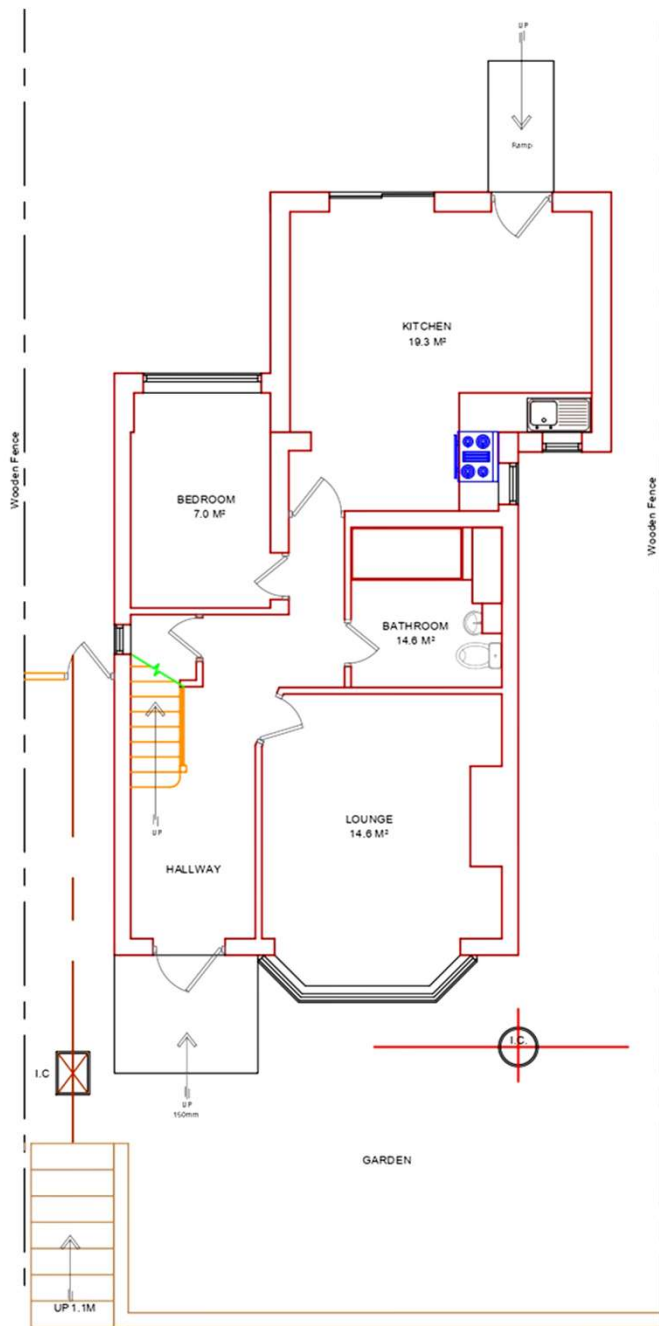 UP
Ramp
KITCHEN
19.3 M²
Wooden Fence
Wooden Fence
BEDROOM
7.0 M²
BATHROOM
14.6 M²
LOUNGE
14.6 M²
UP
HALLWAY
I.C.
I.C
UP
150mm
GARDEN
UP 1.1M